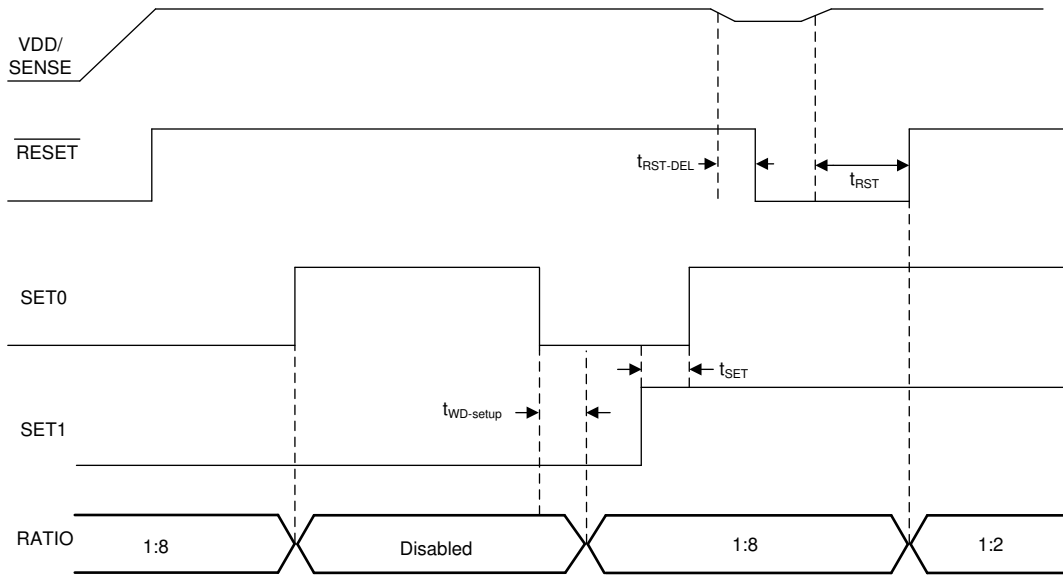 VDD/
SENSE
RESET
tRST-DEL
tRST
SET0
tSET
tWD-setup
SET1
RATIO
1:8
Disabled
1:8
1:2